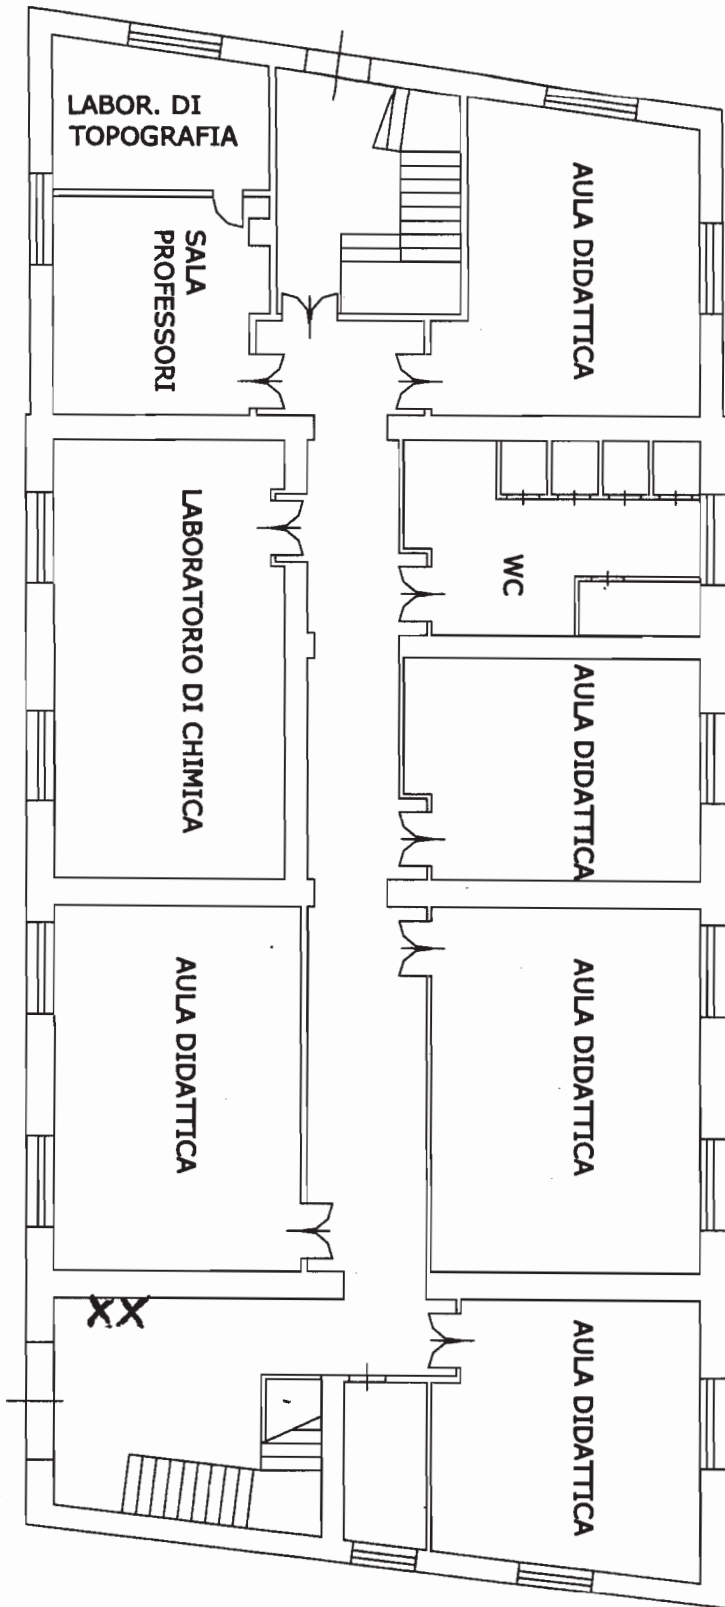 LABOR. DI
TOPOGRAFIA
SALA
PROFESSORI
AULA DIDATTICA
LABORATORIO DI CHIMICA
WC
AULA DIDATTICA
AULA DIDATTICA
AULA DIDATTICA
AULA DIDATTICA
XX